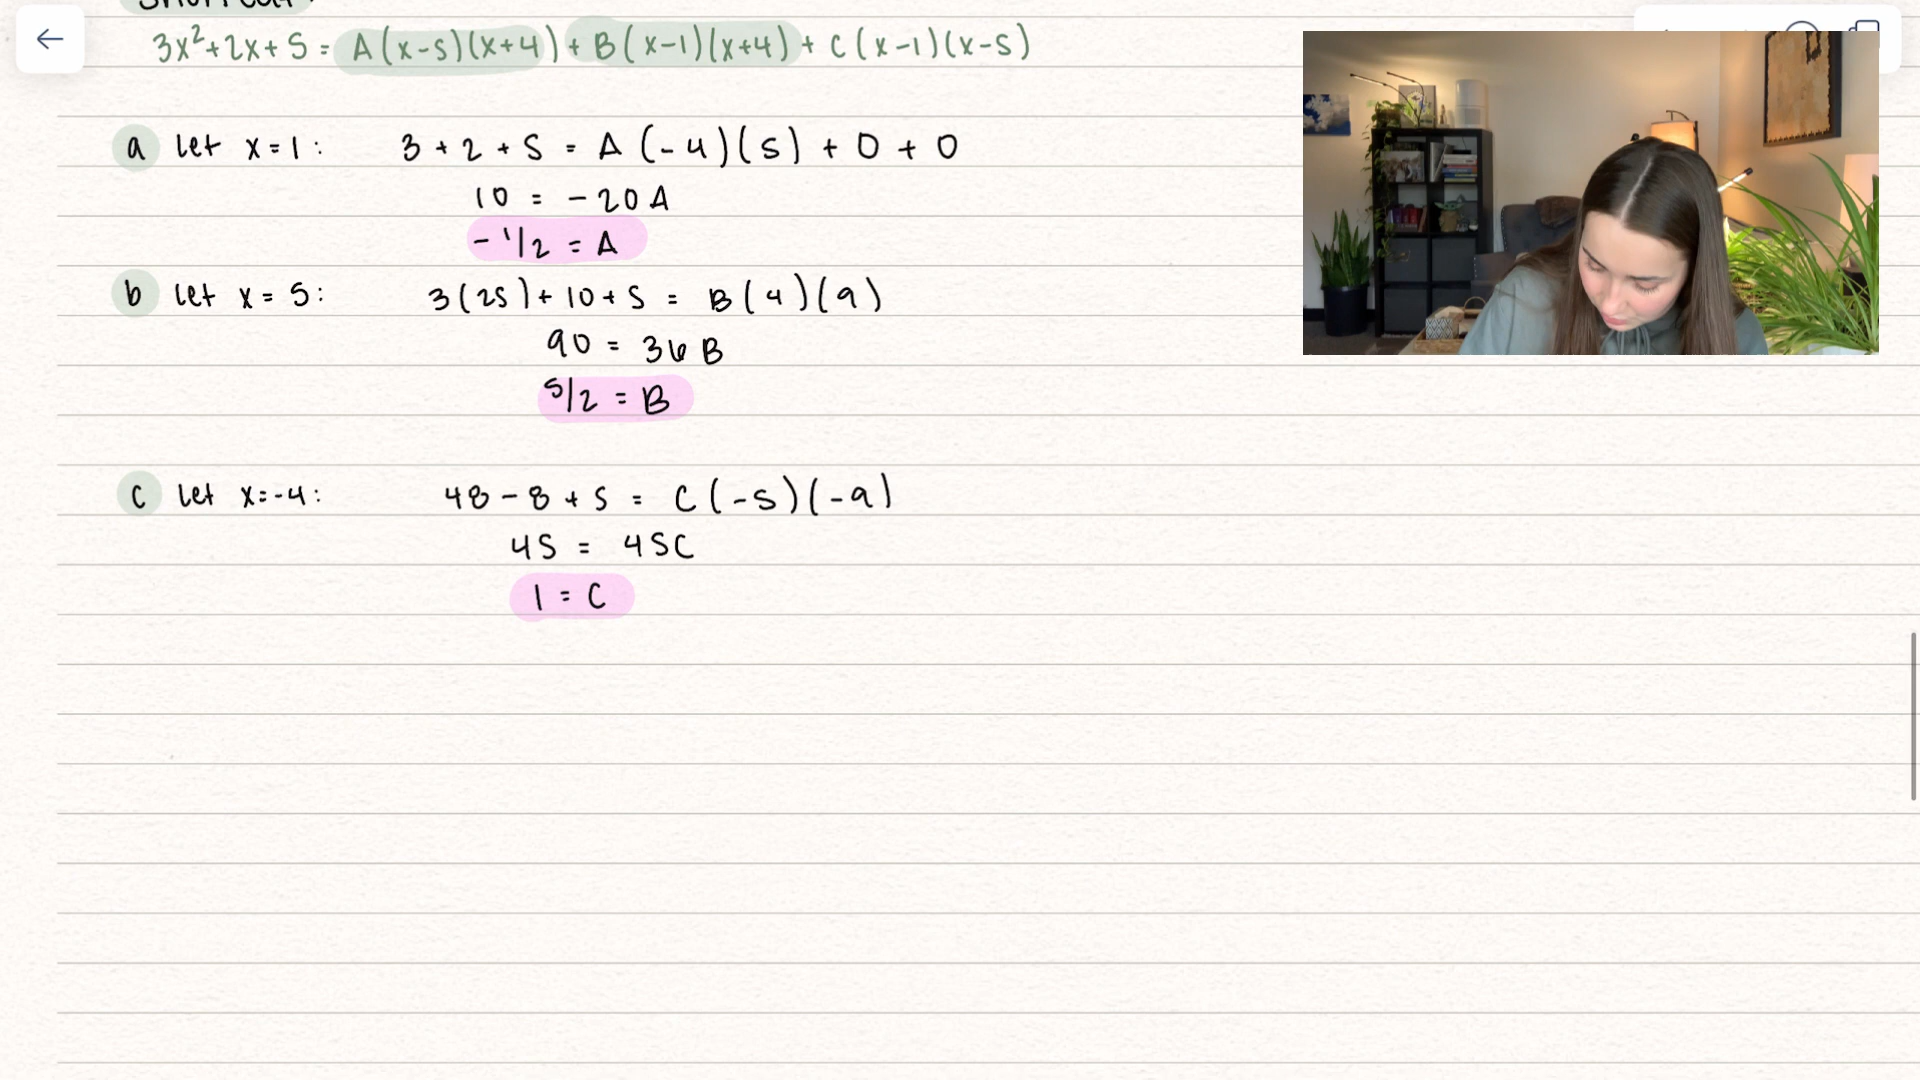 3x²+2x+5 = A(x-5)(x+4) + B(x-1)(x+4) + C(x-1)(x-5)
a let x=1: 3 + 2 + 5 = A(-4)(5) + 0 + 0
10 = -20A
-1/2 = A
b let x=5: 3(25)+10+5 = B(4)(9)
90 = 36B
5/2 = B
c let x=-4: 48-8+5 = C(-5)(-9)
45 = 45C
1 = C